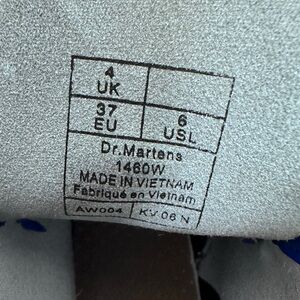 4
UK
37 6
EU USL
Dr.Martens
1460W
MADE IN VIETNAM
Fabriqué en Vietnam
AW004 KV 06 N